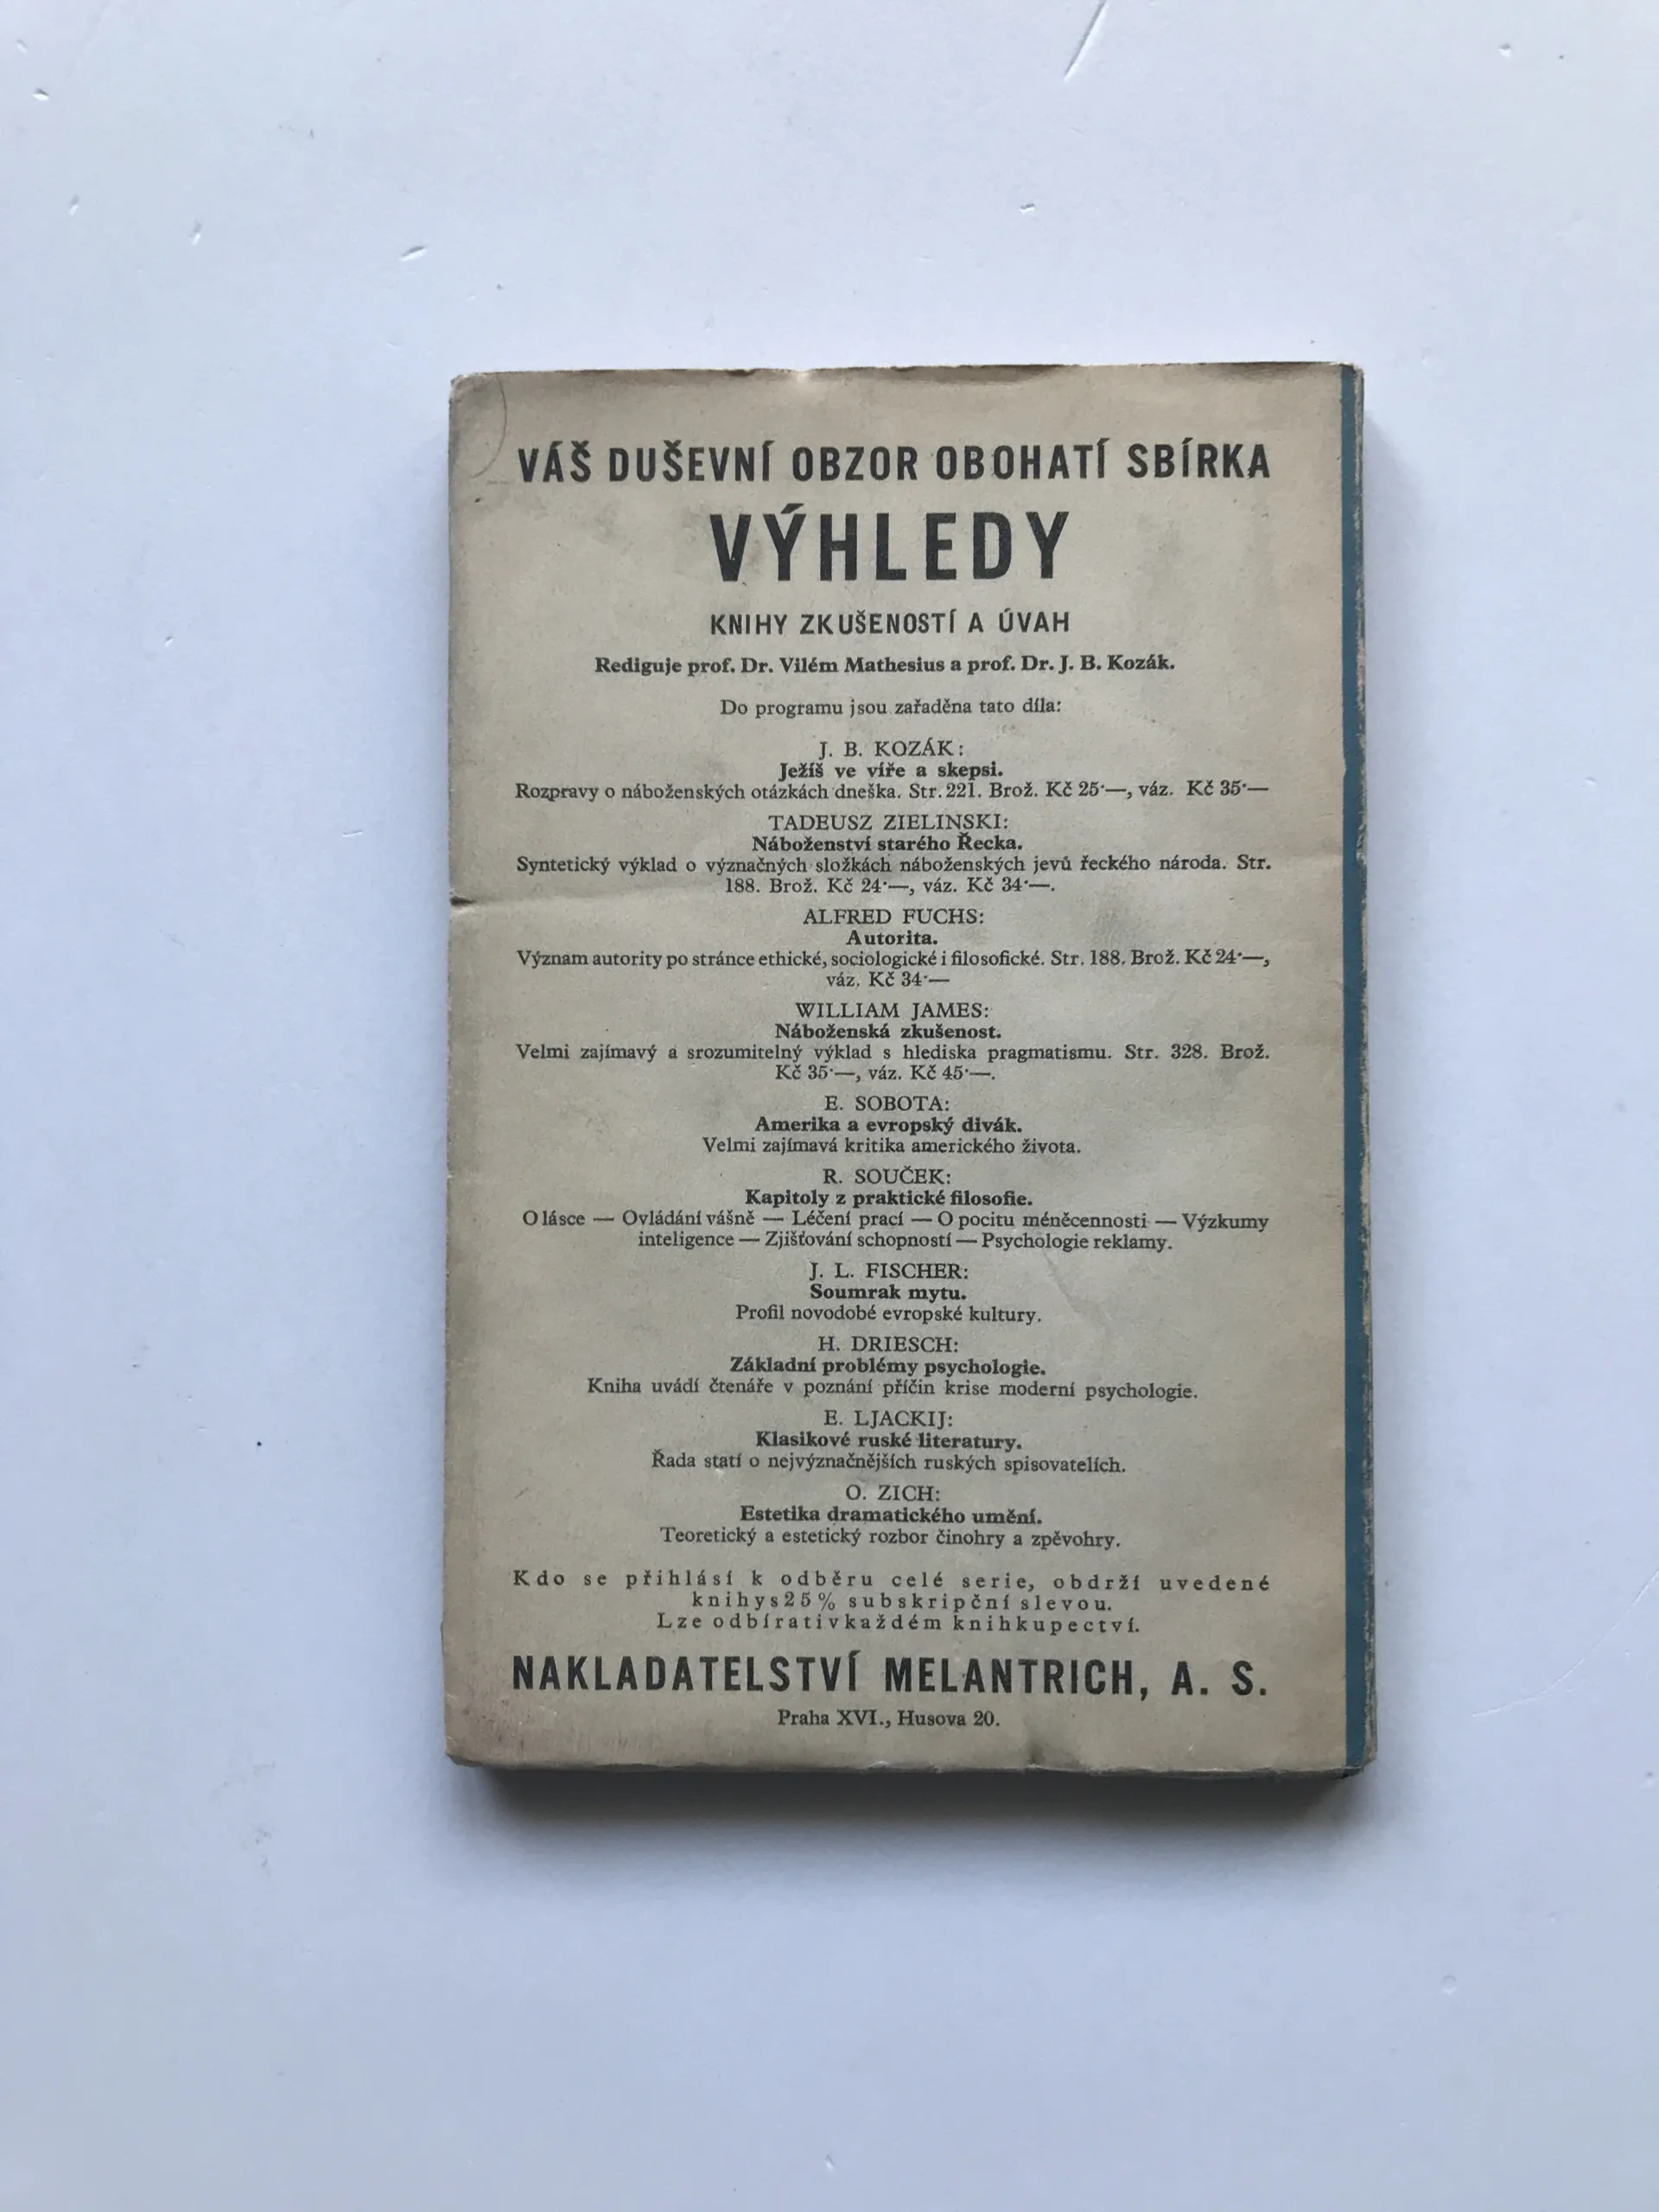 VÁŠ DUŠEVNÍ OBZOR OBOHATÍ SBÍRKA
VÝHLEDY
KNIHY ZKUŠENOSTÍ A ÚVAH
Rediguje prof. Dr. Vilém Mathesius a prof. Dr. J. B. Kozák.
Do programu jsou zařaděna tato díla:
J. B. KOZÁK:
Ježíš ve víře a skepsi.
Rozpravy o náboženských otázkách dneška. Str. 221. Brož. Kč 25·—, váz. Kč 35·—
TADEUSZ ZIELINSKI:
Náboženství starého Řecka.
Syntetický výklad o význačných složkách náboženských jevů řeckého národa. Str.
188. Brož. Kč 24·—, váz. Kč 34·—.
ALFRED FUCHS:
Autorita.
Význam autority po stránce ethické, sociologické i filosofické. Str. 188. Brož. Kč 24·—,
váz. Kč 34·—
WILLIAM JAMES:
Náboženská zkušenost.
Velmi zajímavý a srozumitelný výklad s hlediska pragmatismu. Str. 328. Brož.
Kč 35·—, váz. Kč 45·—.
E. SOBOTA:
Amerika a evropský divák.
Velmi zajímavá kritika amerického života.
R. SOUČEK:
Kapitoly z praktické filosofie.
O lásce — Ovládání vášně — Léčení prací — O pocitu méněcennosti — Výzkumy
inteligence — Zjišťování schopností — Psychologie reklamy.
J. L. FISCHER:
Soumrak mytu.
Profil novodobé evropské kultury.
H. DRIESCH:
Základní problémy psychologie.
Kniha uvádí čtenáře v poznání příčin krise moderní psychologie.
E. LJACKIJ:
Klasikové ruské literatury.
Řada statí o nejvýznačnějších ruských spisovatelích.
O. ZICH:
Estetika dramatického umění.
Teoretický a estetický rozbor činohry a zpěvohry.
Kdo se přihlásí k odběru celé serie, obdrží uvedené
knihy s 25% subskripční slevou.
Lze odbírati v každém knihkupectví.
NAKLADATELSTVÍ MELANTRICH, A. S.
Praha XVI., Husova 20.